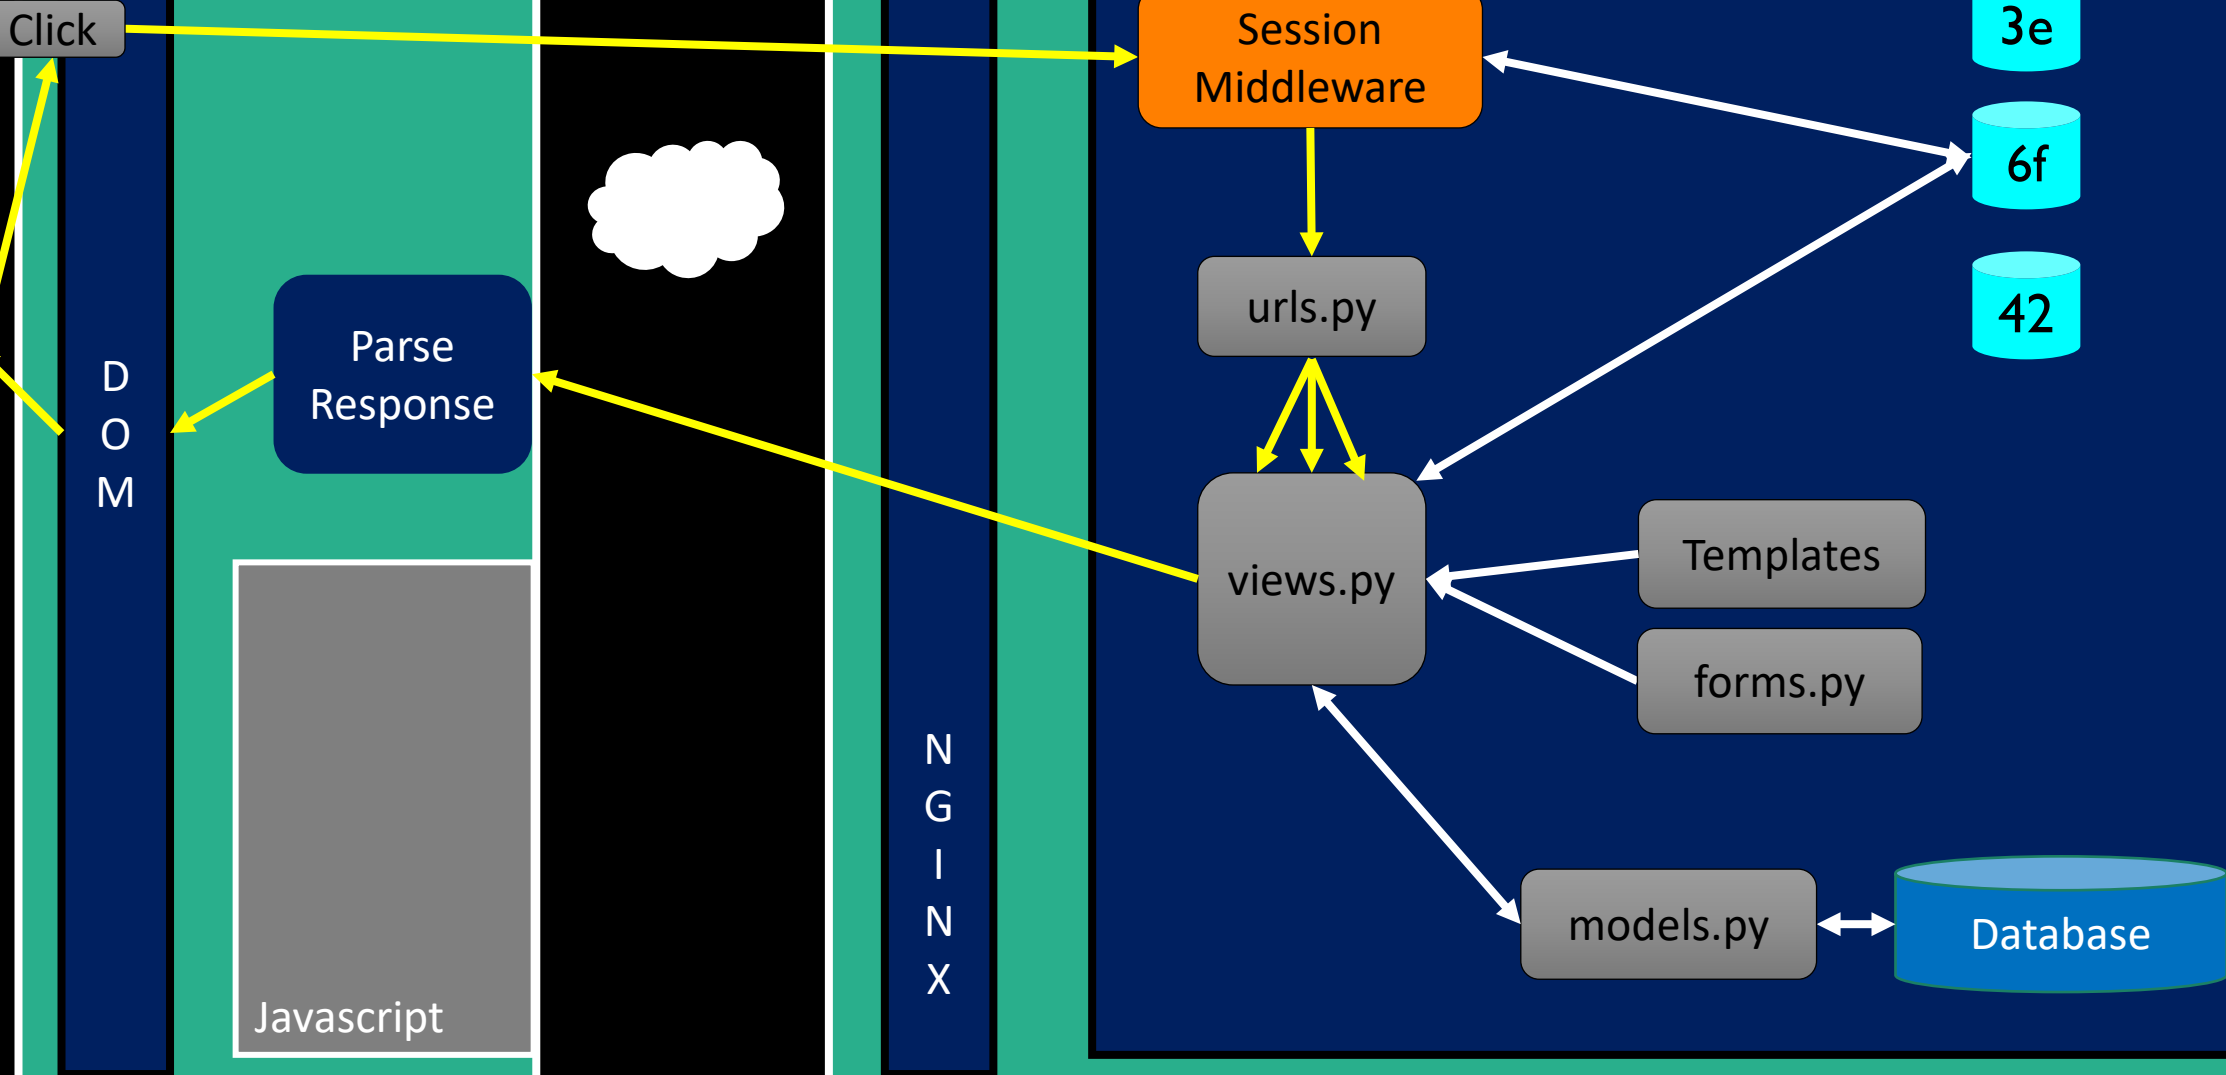 Click
Session
Middleware
3e
6f
urls.py
42
Parse
Response
D
O
M
Templates
views.py
forms.py
N
G
I
N
X
models.py
Database
Javascript